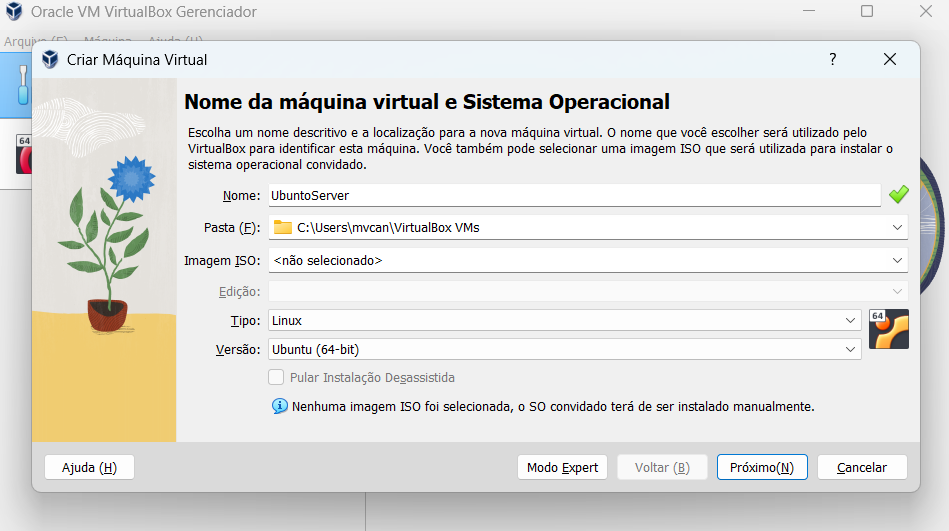 Oracle VM VirtualBox Gerenciador
Arquivo (F) Máquina Ajuda (H)
Criar Máquina Virtual
?
64
Nome da máquina virtual e Sistema Operacional
Escolha um nome descritivo e a localização para a nova máquina virtual. O nome que você escolher será utilizado pelo
VirtualBox para identificar esta máquina. Você também pode selecionar uma imagem ISO que será utilizada para instalar o
sistema operacional convidado.
Nome: UbuntoServer
Pasta (F): C:\Users\mvcan\VirtualBox VMs
Imagem ISO: <não selecionado>
Edição:
Tipo: Linux
64
Versão: Ubuntu (64-bit)
Pular Instalação Desassistida
Nenhuma imagem ISO foi selecionada, o SO convidado terá de ser instalado manualmente.
Ajuda (H) Modo Expert Voltar (B) Próximo(N) Cancelar